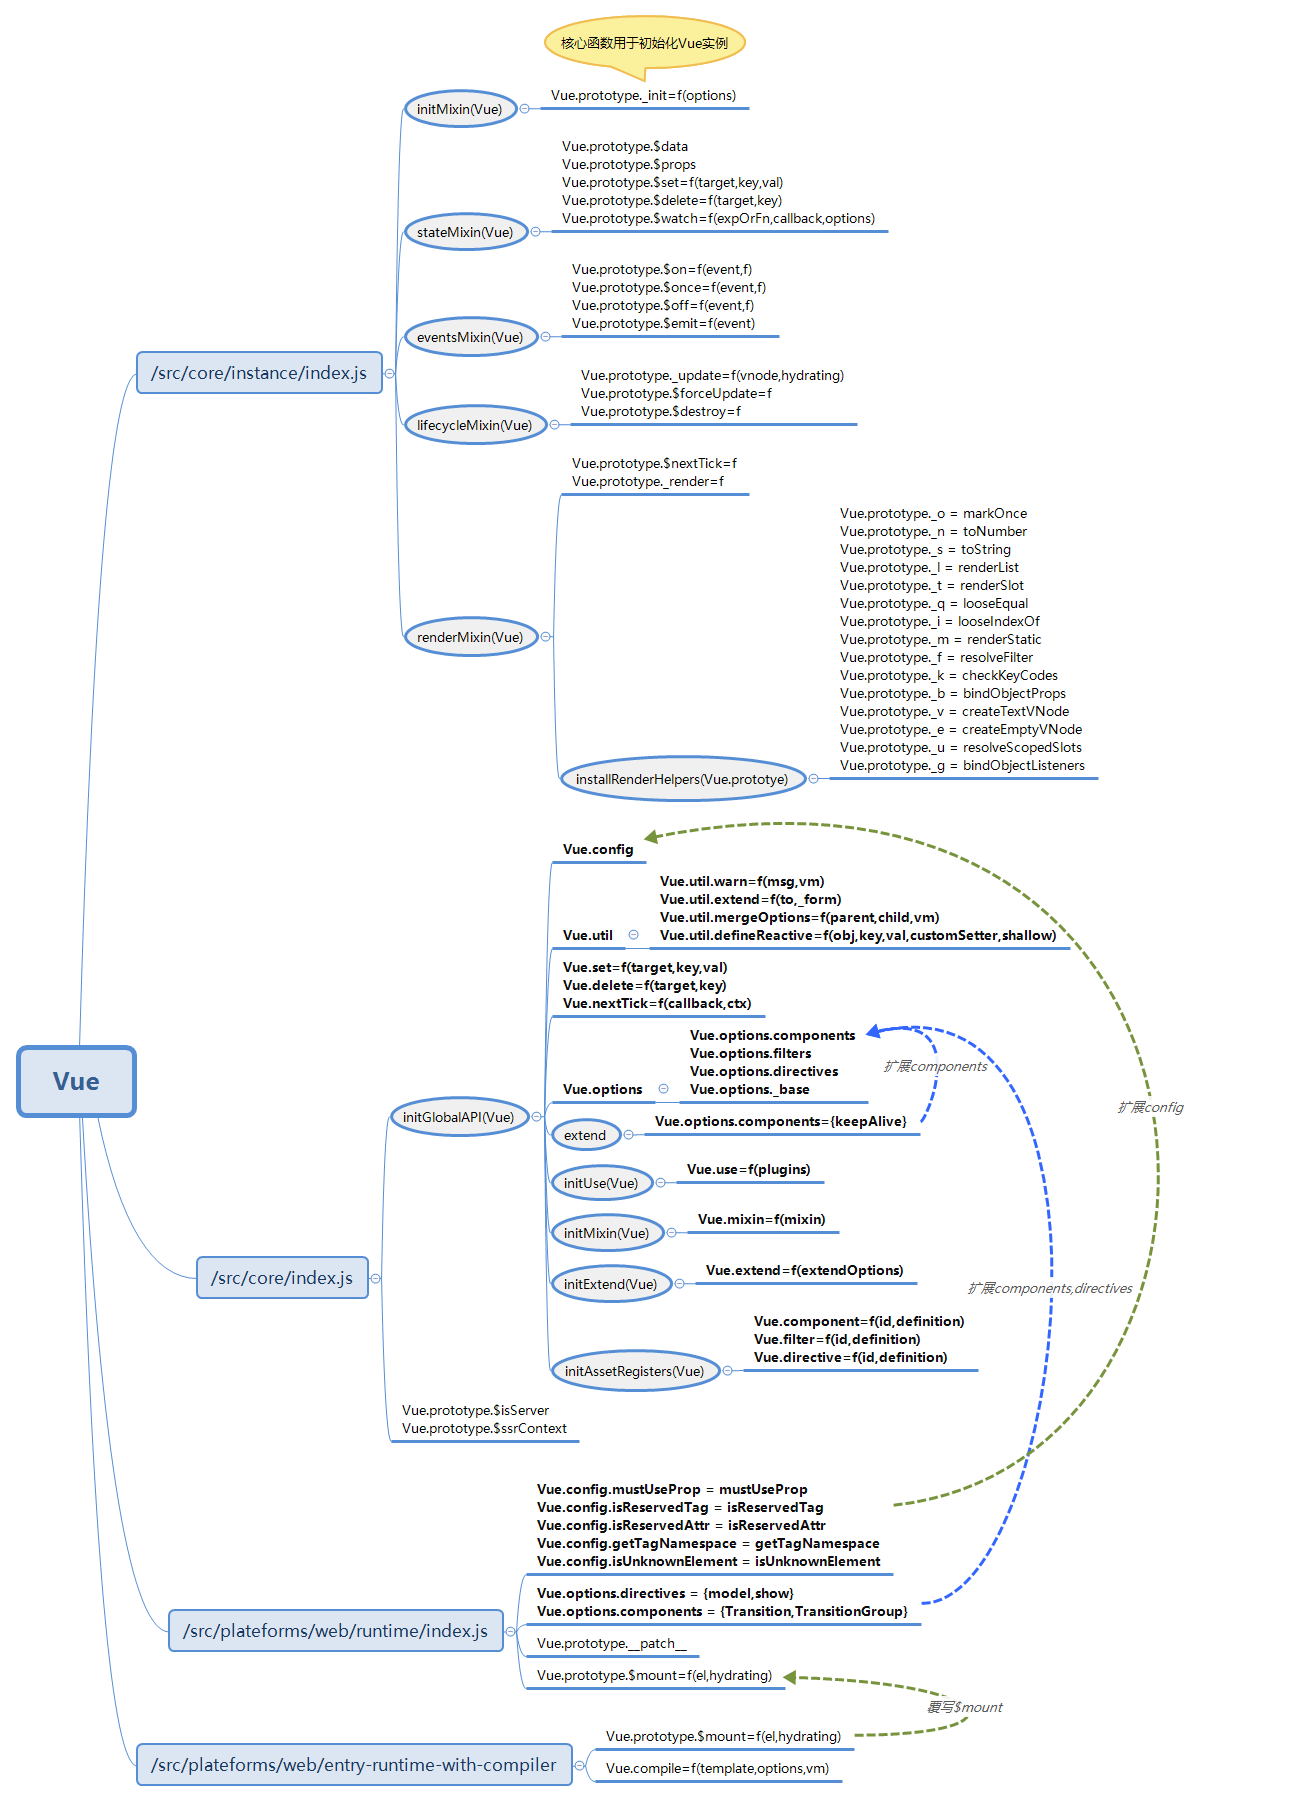 核心函数用于初始化Vue实例
initMixin(Vue)
Vue.prototype._init=f(options)
Vue.prototype.$data
Vue.prototype.$props
Vue.prototype.$set=f(target,key,val)
Vue.prototype.$delete=f(target,key)
Vue.prototype.$watch=f(expOrFn,callback,options)
stateMixin(Vue)
Vue.prototype.$on=f(event,f)
Vue.prototype.$once=f(event,f)
Vue.prototype.$off=f(event,f)
Vue.prototype.$emit=f(event)
eventsMixin(Vue)
/src/core/instance/index.js
Vue.prototype._update=f(vnode,hydrating)
Vue.prototype.$forceUpdate=f
Vue.prototype.$destroy=f
lifecycleMixin(Vue)
Vue.prototype.$nextTick=f
Vue.prototype._render=f
renderMixin(Vue)
Vue.prototype._o = markOnce
Vue.prototype._n = toNumber
Vue.prototype._s = toString
Vue.prototype._l = renderList
Vue.prototype._t = renderSlot
Vue.prototype._q = looseEqual
Vue.prototype._i = looseIndexOf
Vue.prototype._m = renderStatic
Vue.prototype._f = resolveFilter
Vue.prototype._k = checkKeyCodes
Vue.prototype._b = bindObjectProps
Vue.prototype._v = createTextVNode
Vue.prototype._e = createEmptyVNode
Vue.prototype._u = resolveScopedSlots
Vue.prototype._g = bindObjectListeners
installRenderHelpers(Vue.prototye)
Vue.config
Vue.util.warn=f(msg,vm)
Vue.util.extend=f(to,_form)
Vue.util.mergeOptions=f(parent,child,vm)
Vue.util.defineReactive=f(obj,key,val,customSetter,shallow)
Vue.util
Vue.set=f(target,key,val)
Vue.delete=f(target,key)
Vue.nextTick=f(callback,ctx)
Vue.options.components
Vue.options.filters
Vue.options.directives
Vue.options._base
Vue.options
扩展components
Vue
扩展config
initGlobalAPI(Vue)
extend
Vue.options.components={keepAlive}
initUse(Vue)
Vue.use=f(plugins)
initMixin(Vue)
Vue.mixin=f(mixin)
/src/core/index.js
initExtend(Vue)
Vue.extend=f(extendOptions)
扩展components,directives
Vue.component=f(id,definition)
Vue.filter=f(id,definition)
Vue.directive=f(id,definition)
initAssetRegisters(Vue)
Vue.prototype.$isServer
Vue.prototype.$ssrContext
Vue.config.mustUseProp = mustUseProp
Vue.config.isReservedTag = isReservedTag
Vue.config.isReservedAttr = isReservedAttr
Vue.config.getTagNamespace = getTagNamespace
Vue.config.isUnknownElement = isUnknownElement
Vue.options.directives = {model,show}
Vue.options.components = {Transition,TransitionGroup}
/src/plateforms/web/runtime/index.js
Vue.prototype.__patch__
Vue.prototype.$mount=f(el,hydrating)
覆写$mount
Vue.prototype.$mount=f(el,hydrating)
/src/plateforms/web/entry-runtime-with-compiler
Vue.compile=f(template,options,vm)